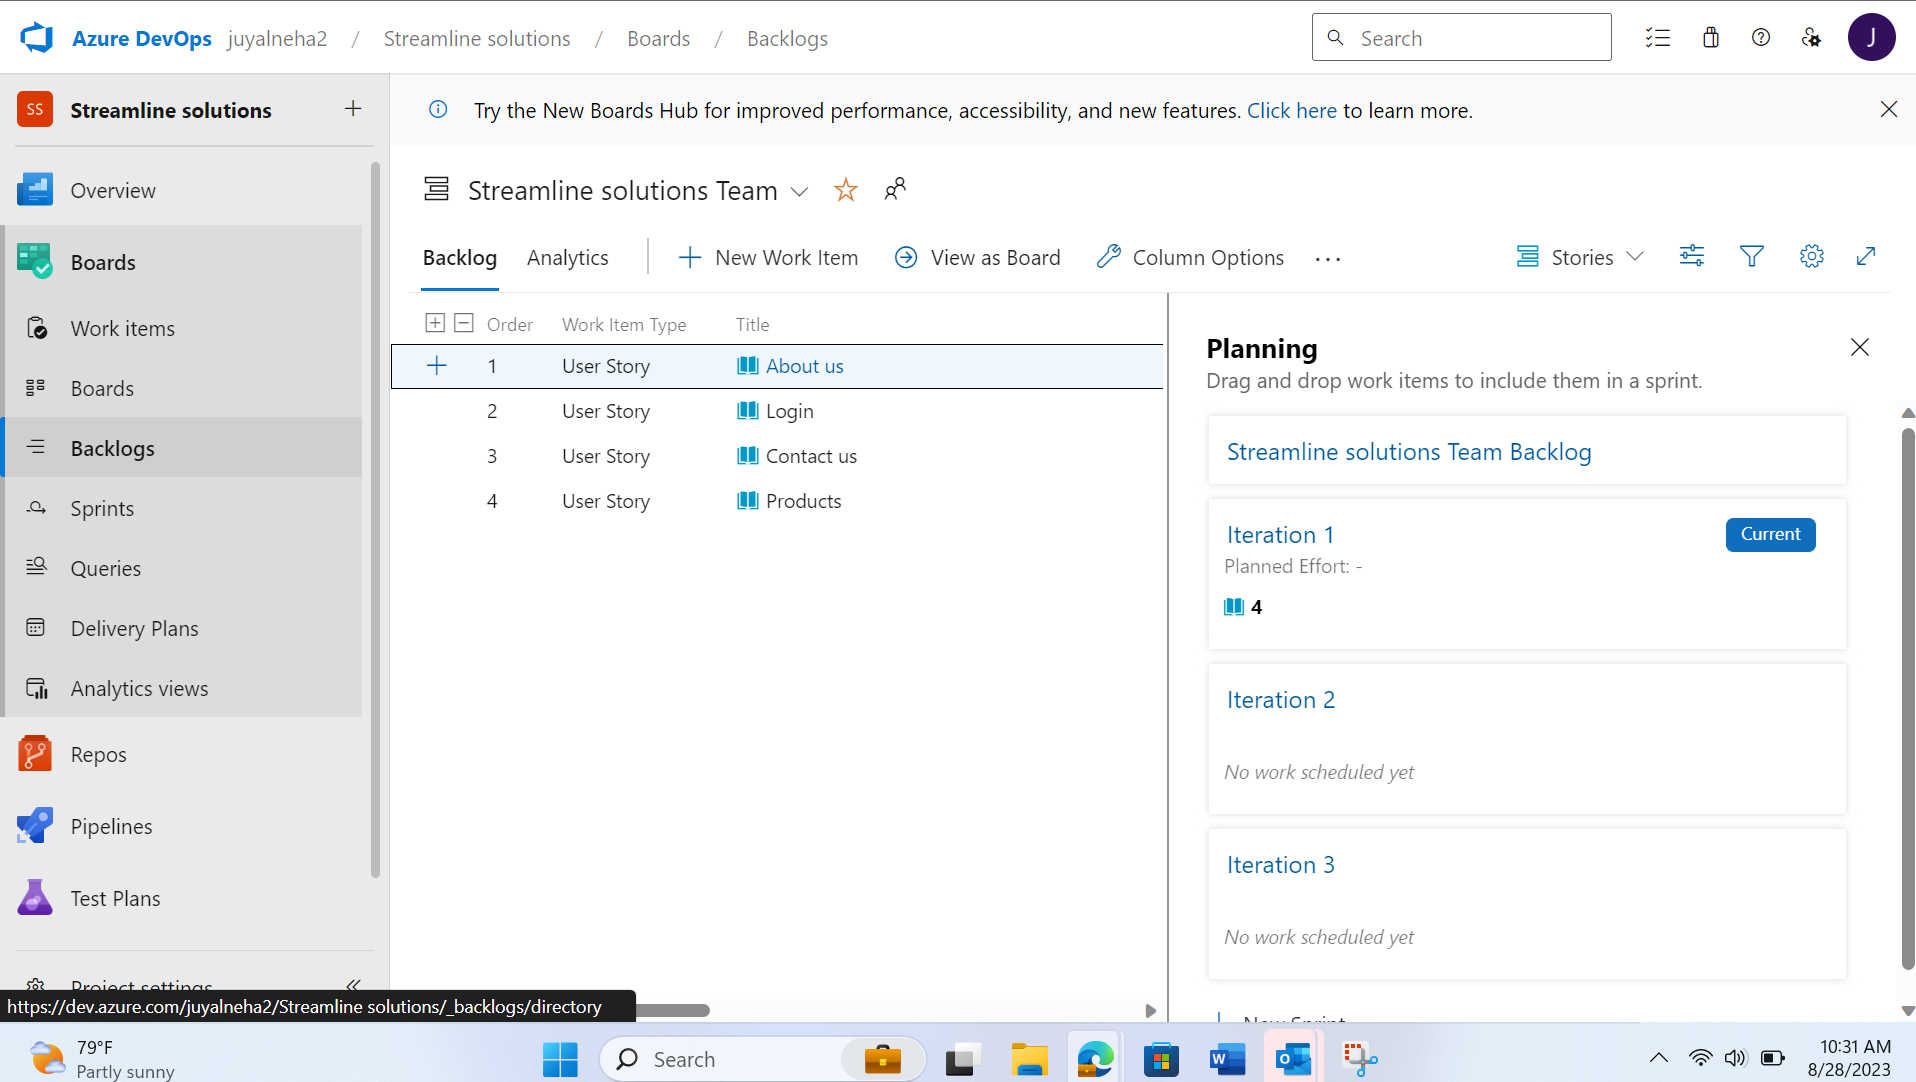 Azure DevOps juyalneha2 / Streamline solutions / Boards / Backlogs
Search
J
SS Streamline solutions
Try the New Boards Hub for improved performance, accessibility, and new features. Click here to learn more.
Overview
Boards
Work items
Boards
Backlogs
Sprints
Queries
Delivery Plans
Analytics views
Repos
Pipelines
Test Plans
Project settings
https://dev.azure.com/juyalneha2/Streamline solutions/_backlogs/directory
Streamline solutions Team
Backlog Analytics New Work Item View as Board Column Options ... Stories
Order Work Item Type Title
1 User Story About us
2 User Story Login
3 User Story Contact us
4 User Story Products
Planning
Drag and drop work items to include them in a sprint.
Streamline solutions Team Backlog
Iteration 1 Current
Planned Effort: -
4
Iteration 2
No work scheduled yet
Iteration 3
No work scheduled yet
New Sprint
79°F
Partly sunny
Search
10:31 AM
8/28/2023